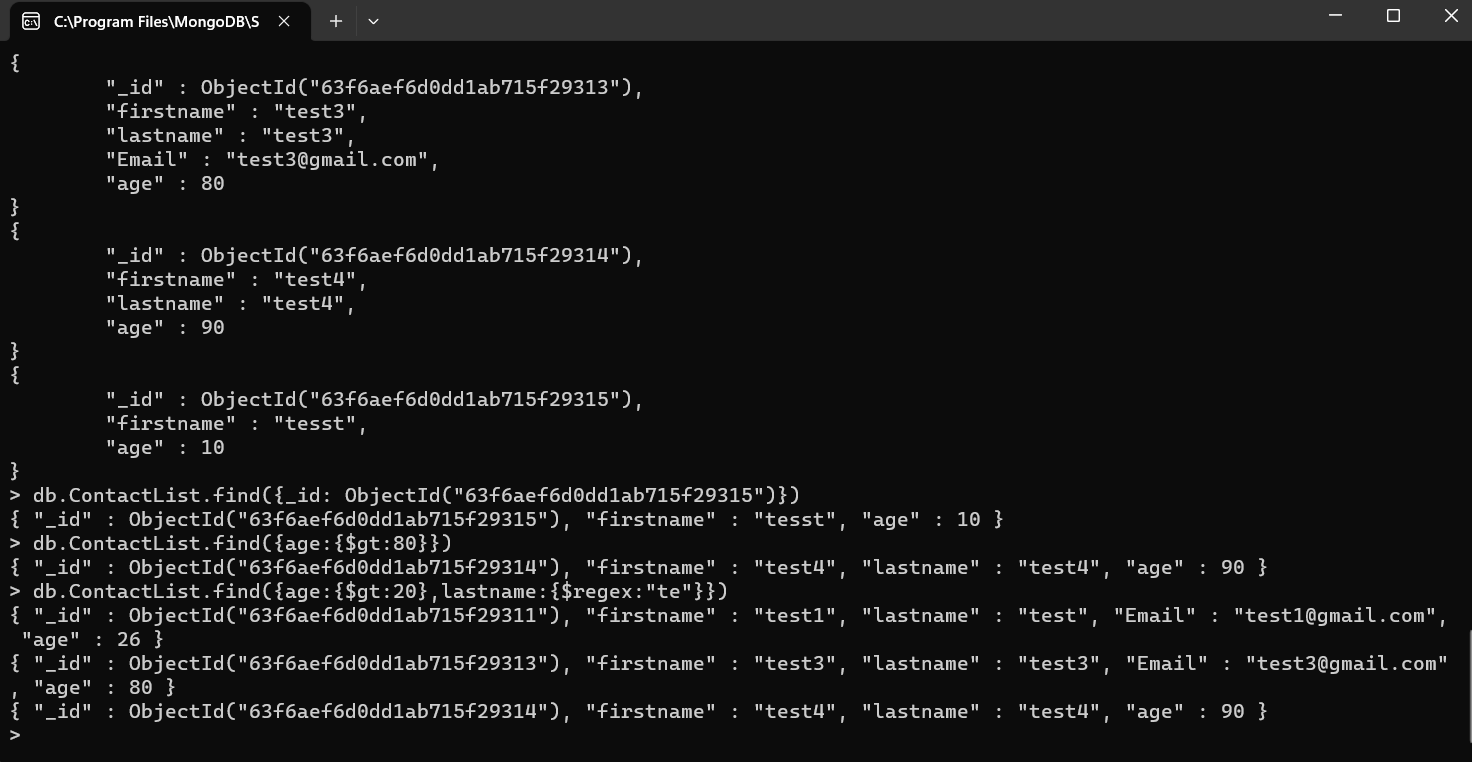 C:\Program Files\MongoDB\S
{
"_id" : ObjectId("63f6aef6d0dd1ab715f29313"),
"firstname" : "test3",
"lastname" : "test3",
"Email" : "test3@gmail.com",
"age" : 80
}
{
"_id" : ObjectId("63f6aef6d0dd1ab715f29314"),
"firstname" : "test4",
"lastname" : "test4",
"age" : 90
}
{
"_id" : ObjectId("63f6aef6d0dd1ab715f29315"),
"firstname" : "tesst",
"age" : 10
}
> db.ContactList.find({_id: ObjectId("63f6aef6d0dd1ab715f29315")})
{ "_id" : ObjectId("63f6aef6d0dd1ab715f29315"), "firstname" : "tesst", "age" : 10 }
> db.ContactList.find({age:{$gt:80}})
{ "_id" : ObjectId("63f6aef6d0dd1ab715f29314"), "firstname" : "test4", "lastname" : "test4", "age" : 90 }
> db.ContactList.find({age:{$gt:20},lastname:{$regex:"te"}})
{ "_id" : ObjectId("63f6aef6d0dd1ab715f29311"), "firstname" : "test1", "lastname" : "test", "Email" : "test1@gmail.com",
"age" : 26 }
{ "_id" : ObjectId("63f6aef6d0dd1ab715f29313"), "firstname" : "test3", "lastname" : "test3", "Email" : "test3@gmail.com"
, "age" : 80 }
{ "_id" : ObjectId("63f6aef6d0dd1ab715f29314"), "firstname" : "test4", "lastname" : "test4", "age" : 90 }
>